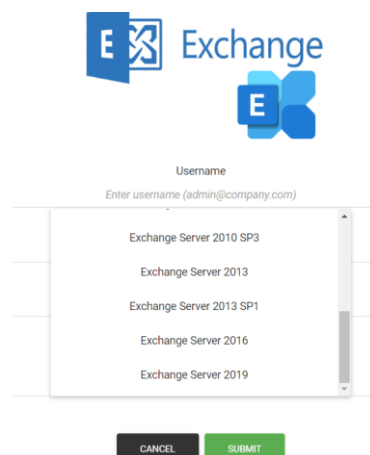 E Exchange
E
Username
Enter username (admin@company.com)
Exchange Server 2010 SP3
Exchange Server 2013
Exchange Server 2013 SP1
Exchange Server 2016
Exchange Server 2019
CANCEL SUBMIT